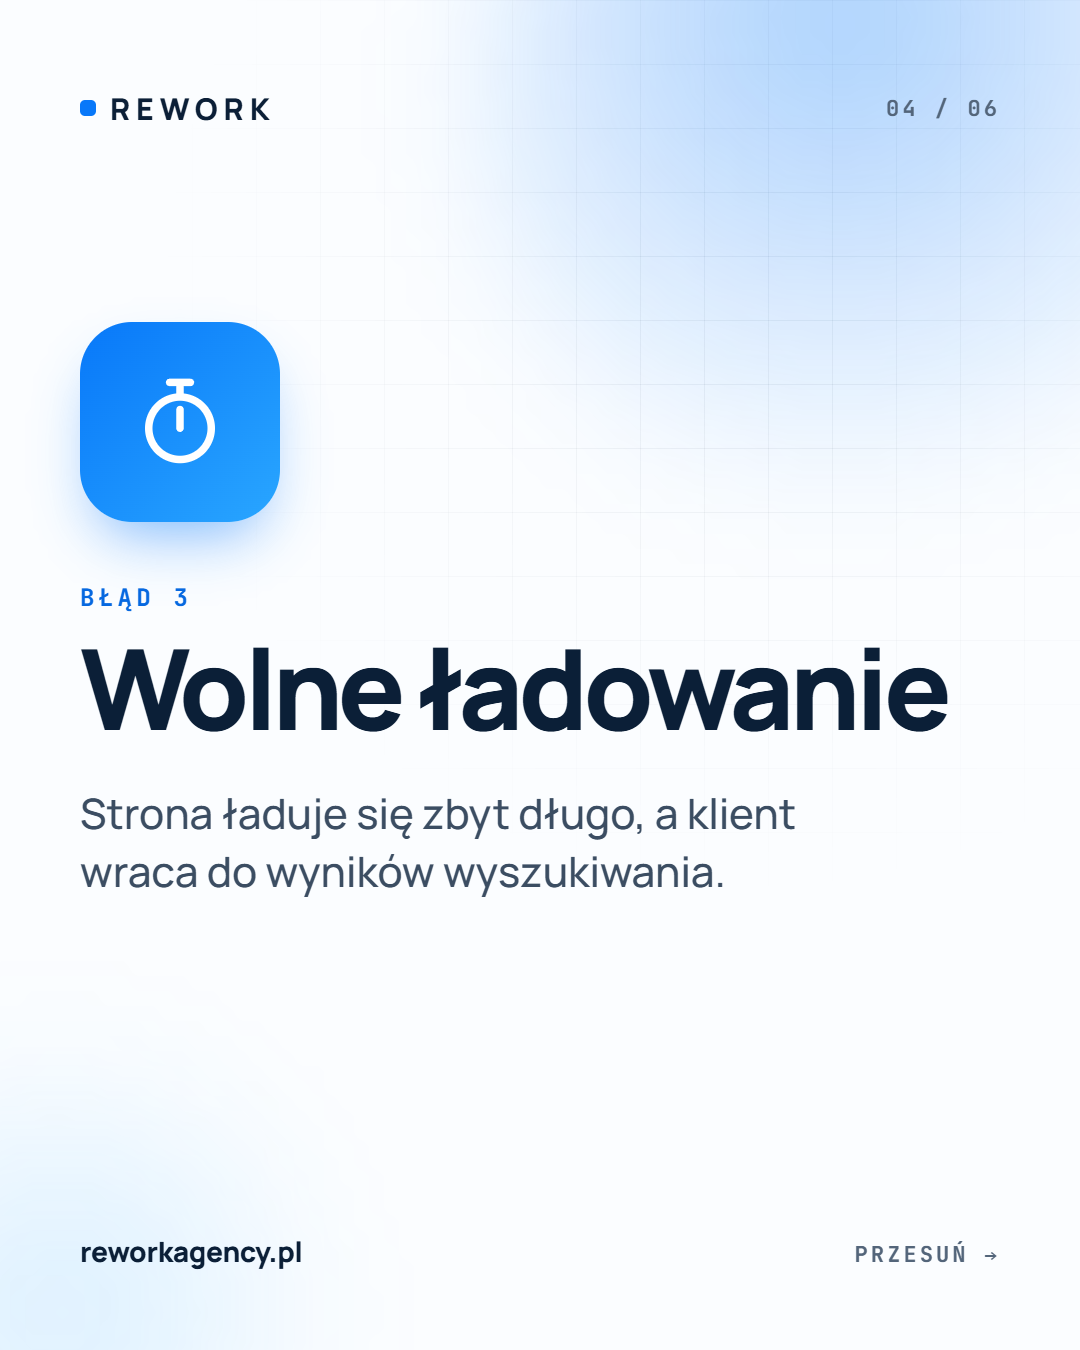 REWORK
04 / 06
BŁĄD 3
Wolne ładowanie
Strona ładuje się zbyt długo, a klient
wraca do wyników wyszukiwania.
reworkagency.pl
PRZESUŃ →